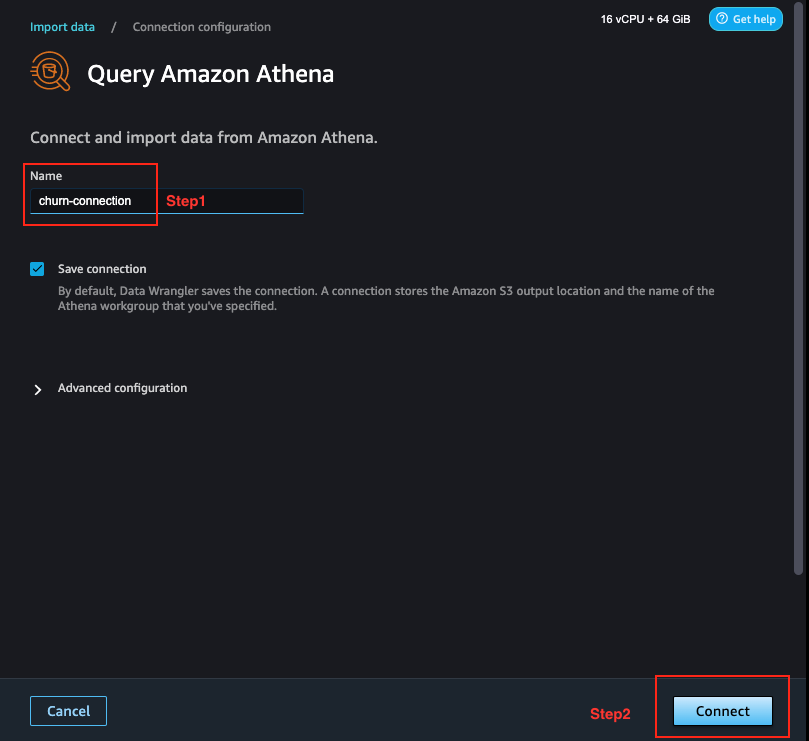 Import data / Connection configuration
16 vCPU + 64 GiB
Get help
Query Amazon Athena
Connect and import data from Amazon Athena.
Name
churn-connection
Step1
Save connection
By default, Data Wrangler saves the connection. A connection stores the Amazon S3 output location and the name of the
Athena workgroup that you've specified.
Advanced configuration
Cancel
Step2
Connect